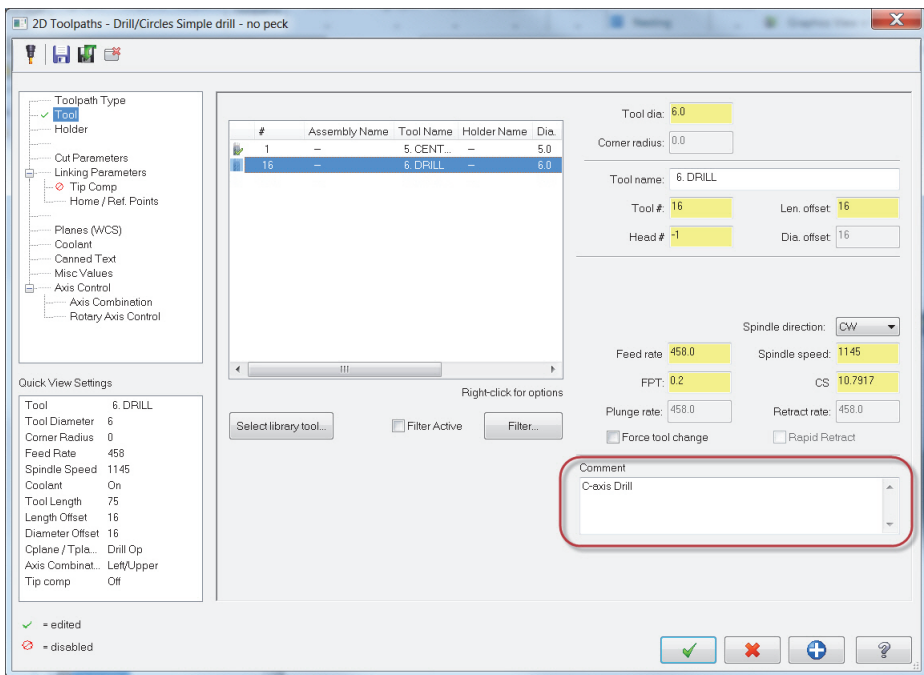 2D Toolpaths - Drill/Circles Simple drill - no peck
Toolpath Type
Tool
Holder
Cut Parameters
Linking Parameters
Tip Comp
Home / Ref. Points
Planes (WCS)
Coolant
Canned Text
Misc Values
Axis Control
Axis Combination
Rotary Axis Control
Quick View Settings
Tool 6. DRILL
Tool Diameter 6
Corner Radius 0
Feed Rate 458
Spindle Speed 1145
Coolant On
Tool Length 75
Length Offset 16
Diameter Offset 16
Cplane / Tpla... Drill Op
Axis Combinat... Left/Upper
Tip comp Off
= edited
= disabled
# Assembly Name Tool Name Holder Name Dia.
1 – 5. CENT... – 5.0
16 – 6. DRILL – 6.0
Right-click for options
Select library tool... Filter Active Filter...
Tool dia: 6.0
Corner radius: 0.0
Tool name: 6. DRILL
Tool #: 16 Len. offset: 16
Head # -1 Dia. offset: 16
Spindle direction: CW
Feed rate 458.0 Spindle speed: 1145
FPT: 0.2 CS 10.7917
Plunge rate: 458.0 Retract rate: 458.0
Force tool change Rapid Retract
Comment
C-axis Drill